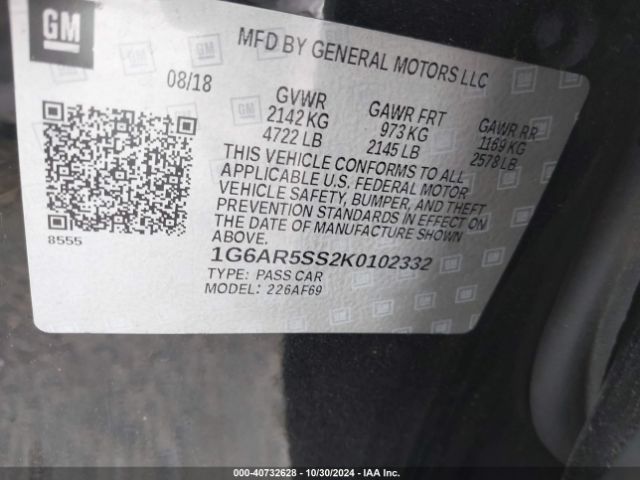 GM
MFD BY GENERAL MOTORS LLC
08/18
GVWR GAWR FRT GAWR RR
2142 KG 973 KG 1169 KG
4722 LB 2145 LB 2578 LB
THIS VEHICLE CONFORMS TO ALL
APPLICABLE U.S. FEDERAL MOTOR
VEHICLE SAFETY, BUMPER, AND THEFT
PREVENTION STANDARDS IN EFFECT ON
THE DATE OF MANUFACTURE SHOWN
ABOVE.
8555
1G6AR5SS2K0102332
TYPE: PASS CAR
MODEL: 226AF69
000-40732628 - 10/30/2024 - IAA Inc.